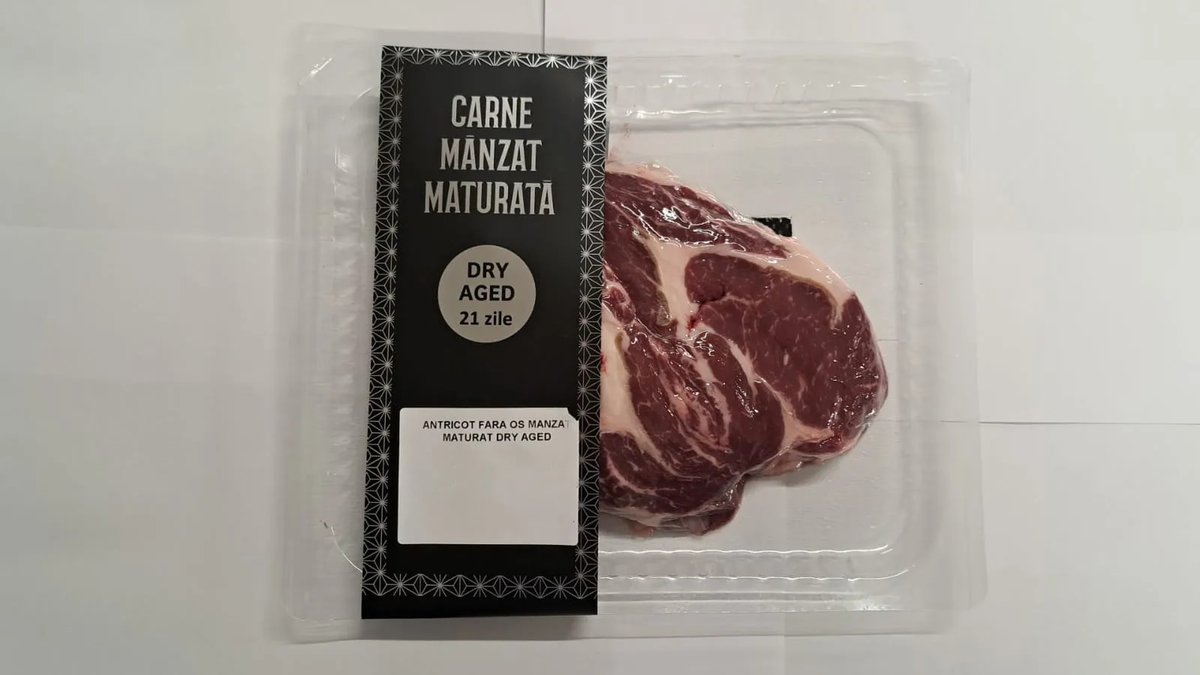 CARNE
MÂNZAT
MATURATĂ
DRY
AGED
21 zile
ANTRICOT FARA OS MANZAT
MATURAT DRY AGED